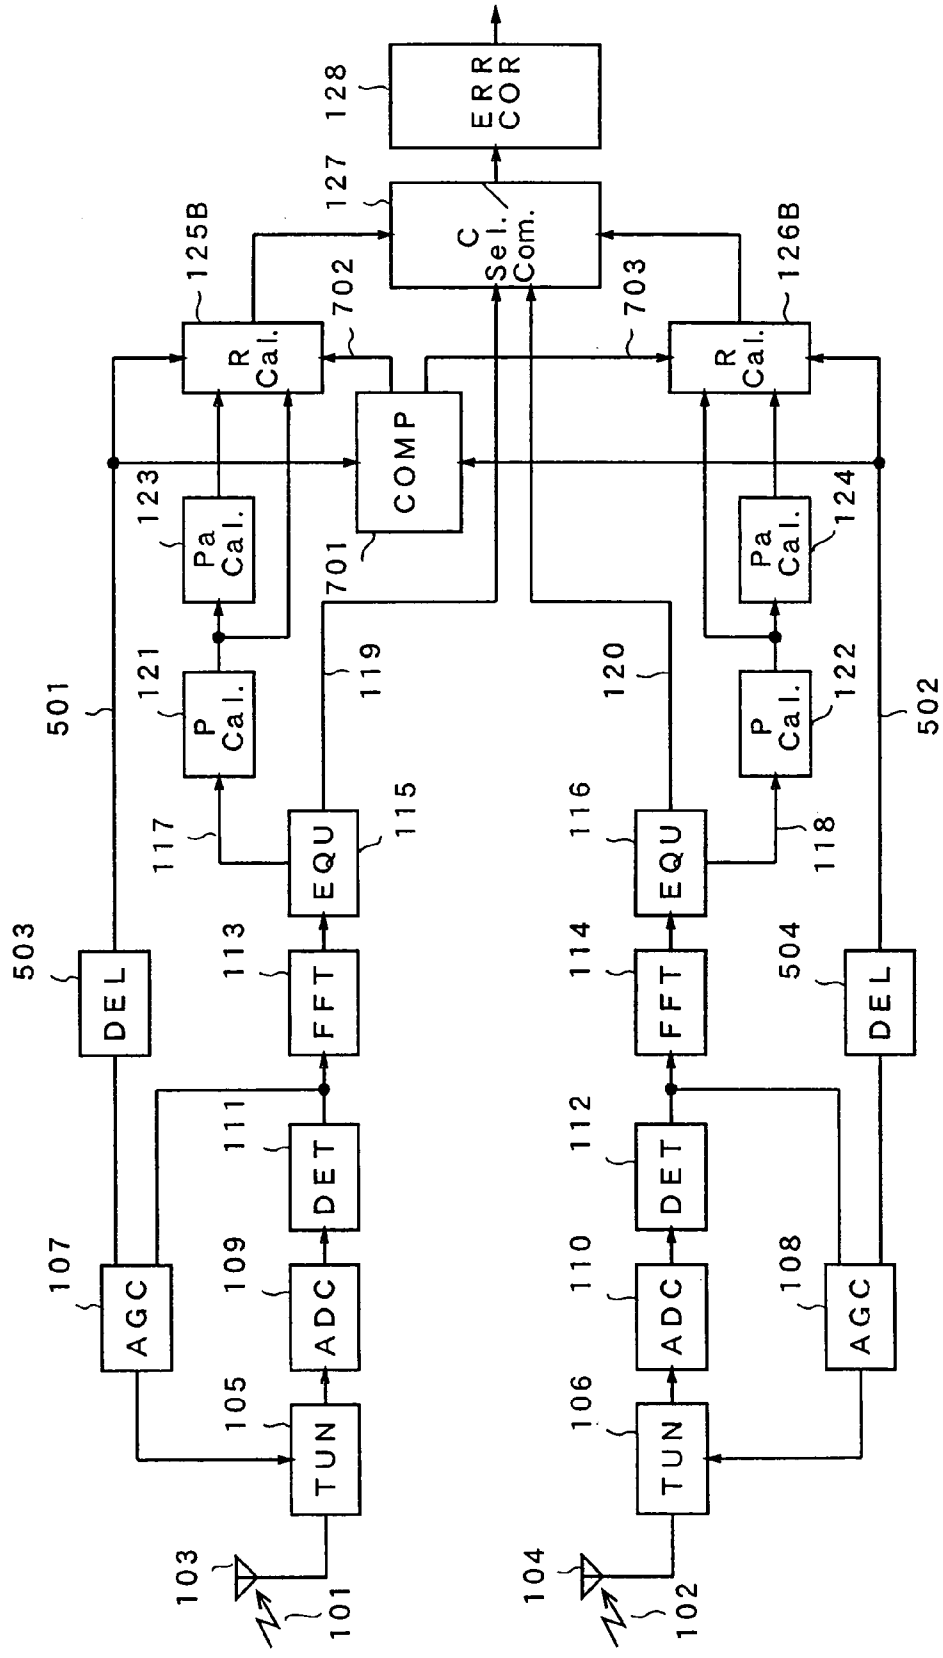 103
101
105
TUN
107
AGC
109
ADC
111
DET
503
DEL
113
FFT
117
EQU
115
501
121
P
Cal.
119
123
Pa
Cal.
701
COMP
125B
R
Cal.
702
127
C
Sel.
Com.
128
ERR
COR
104
102
106
TUN
108
AGC
110
ADC
112
DET
504
DEL
114
FFT
116
EQU
118
120
122
P
Cal.
502
124
Pa
Cal.
703
126B
R
Cal.